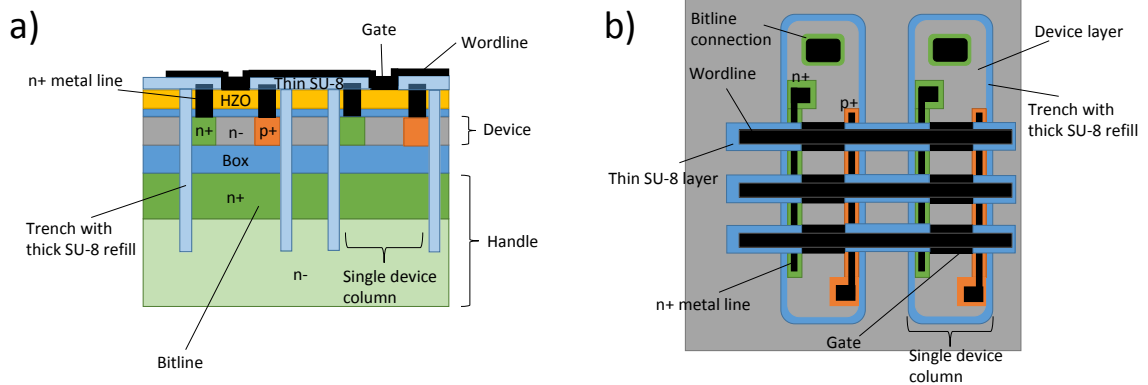 a)
Gate
Wordline
n+ metal line
Thin SU-8
HZO
n+
n-
p+
Device
Box
n+
Trench with
thick SU-8 refill
Handle
n-
Single device
column
Bitline
b)
Bitline
connection
Device layer
Wordline
n+
p+
Trench with
thick SU-8 refill
Thin SU-8 layer
n+ metal line
Gate
Single device
column